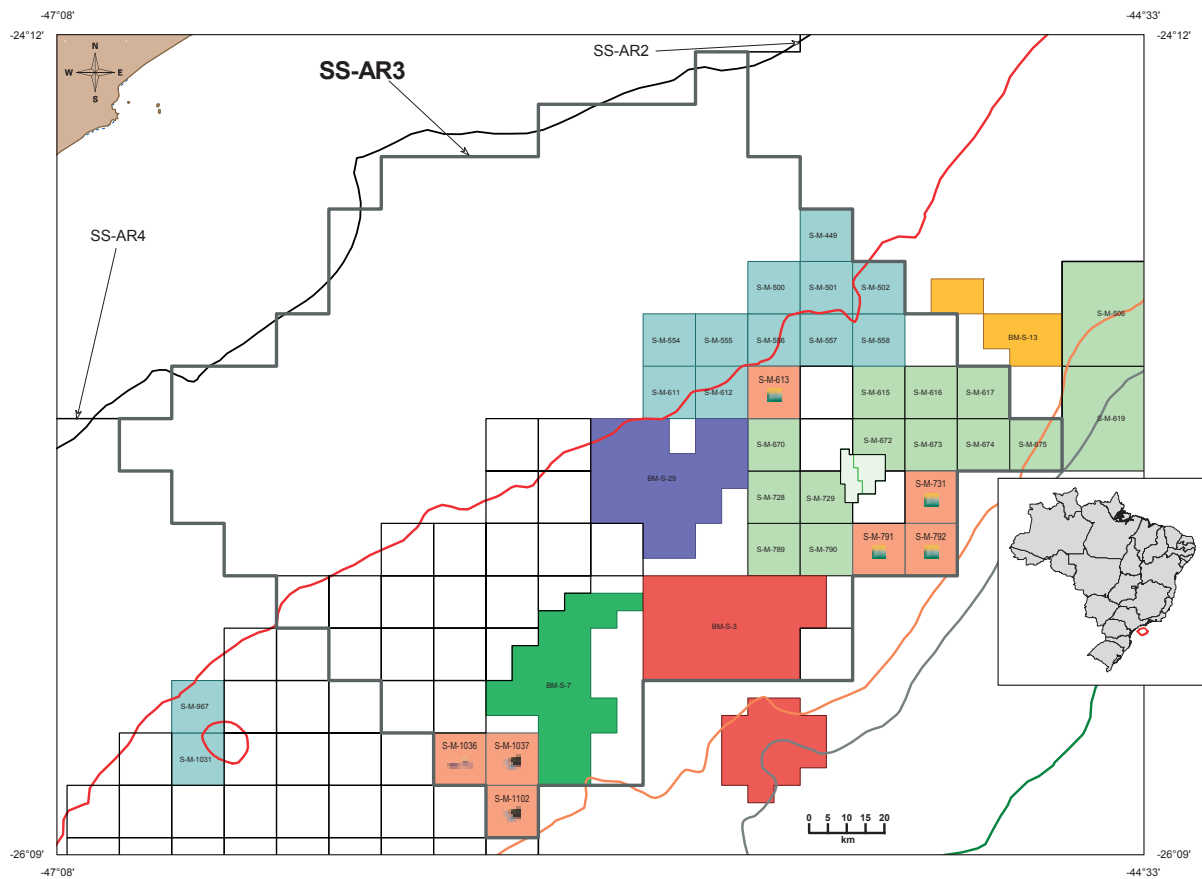 -47°08'
-44°33'
-24°12'
-24°12'
N
W E
S
SS-AR2
SS-AR3
SS-AR4
S-M-449
S-M-500
S-M-501
S-M-502
S-M-506
S-M-554
S-M-555
S-M-556
S-M-557
S-M-558
BM-S-13
S-M-611
S-M-612
S-M-613
S-M-615
S-M-616
S-M-617
S-M-619
S-M-670
S-M-672
S-M-673
S-M-674
S-M-675
BM-S-29
S-M-728
S-M-729
S-M-731
S-M-789
S-M-790
S-M-791
S-M-792
BM-S-3
BM-S-7
S-M-967
S-M-1031
S-M-1036
S-M-1037
S-M-1102
0 5 10 15 20
km
-26°09'
-26°09'
-47°08'
-44°33'